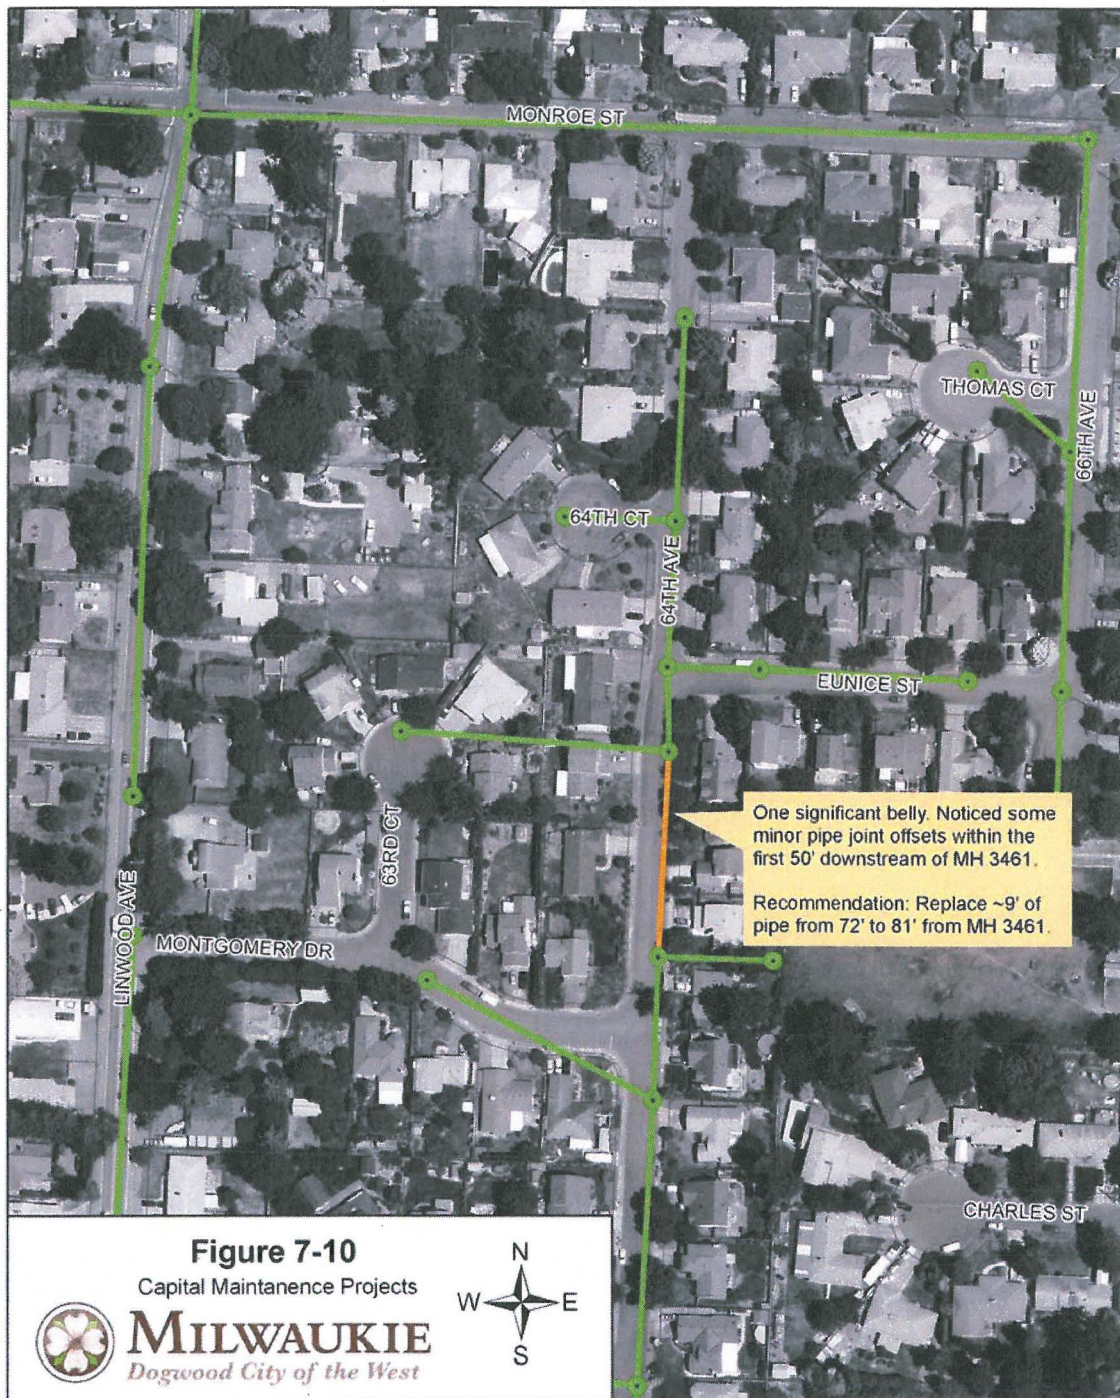 MONROE ST
THOMAS CT
66TH AVE
64TH CT
64TH AVE
EUNICE ST
One significant belly. Noticed some
minor pipe joint offsets within the
first 50' downstream of MH 3461.
Recommendation: Replace ~9' of
pipe from 72' to 81' from MH 3461.
63RD CT
LINWOOD AVE
MONTGOMERY DR
CHARLES ST
Figure 7-10
Capital Maintanence Projects
N
W
E
S
MILWAUKIE
Dogwood City of the West